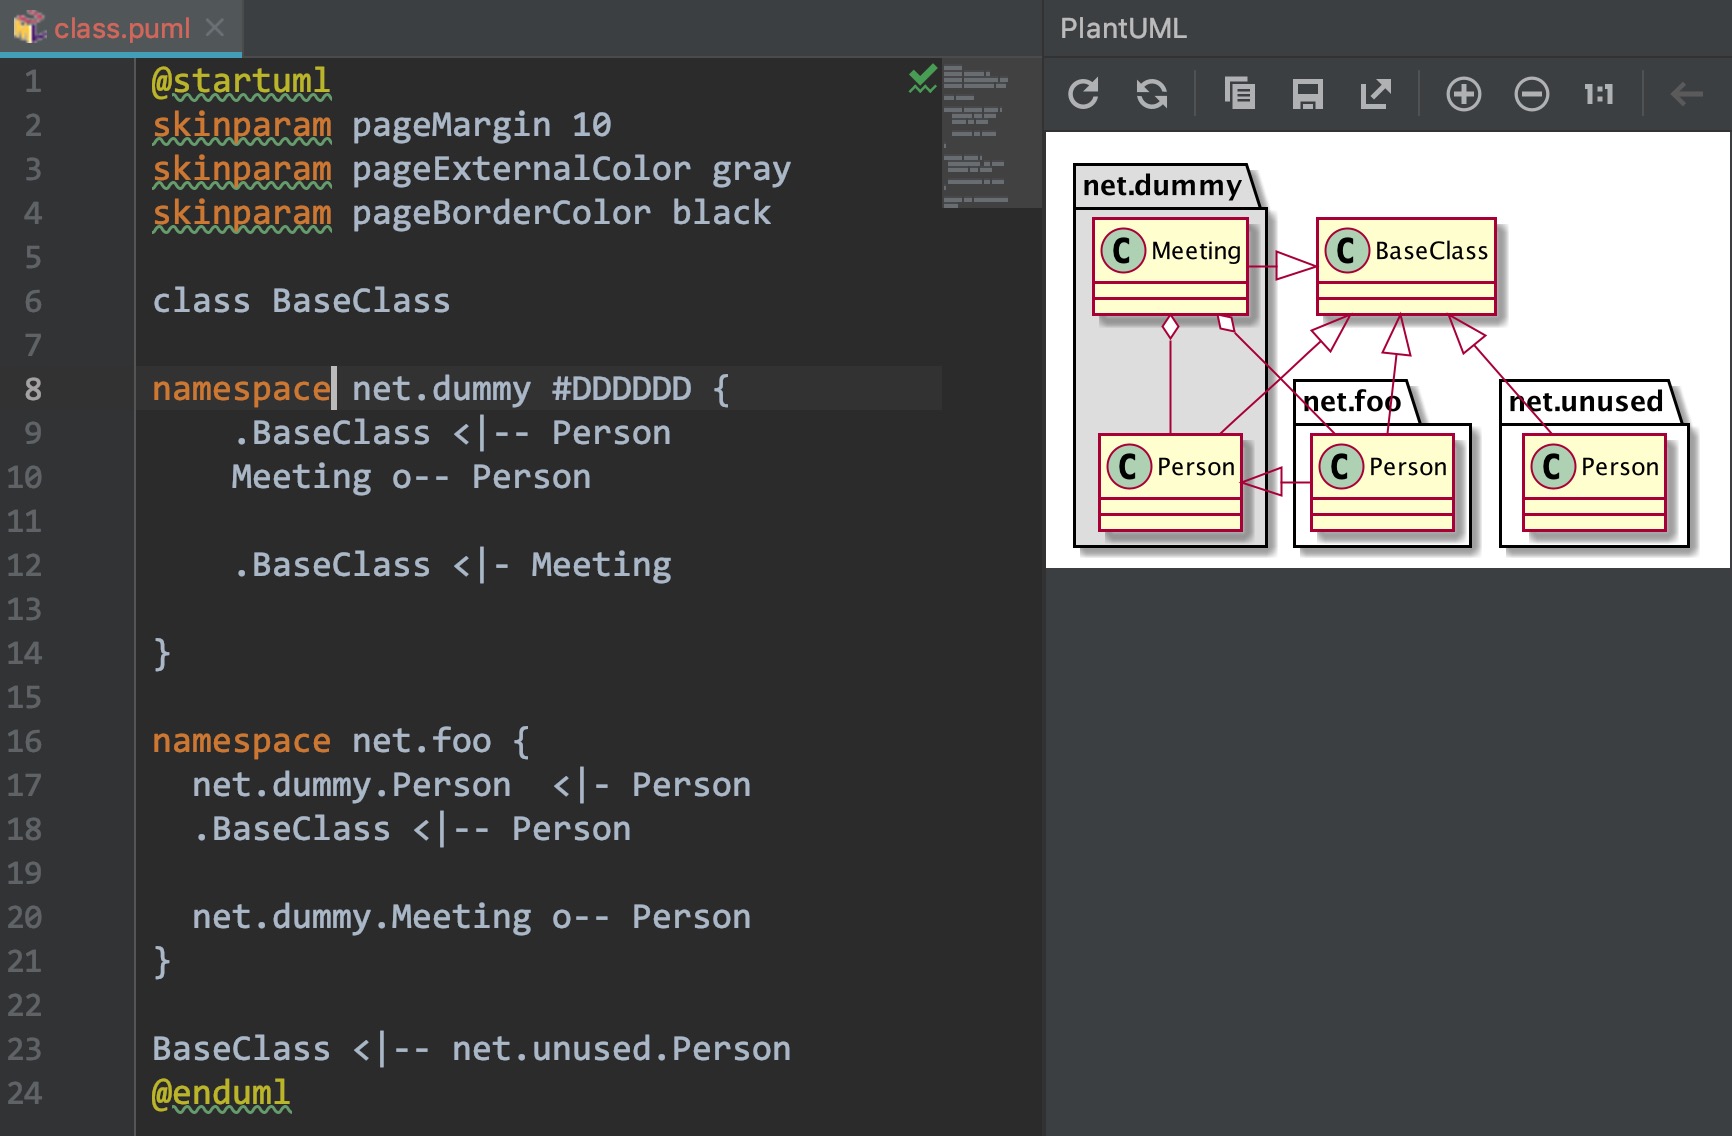 class.puml
1 @startuml
2 skinparam pageMargin 10
3 skinparam pageExternalColor gray
4 skinparam pageBorderColor black
5
6 class BaseClass
7
8 namespace net.dummy #DDDDDD {
9 .BaseClass <|-- Person
10 Meeting o-- Person
11
12 .BaseClass <|- Meeting
13
14 }
15
16 namespace net.foo {
17 net.dummy.Person  <|- Person
18 .BaseClass <|-- Person
19
20 net.dummy.Meeting o-- Person
21 }
22
23 BaseClass <|-- net.unused.Person
24 @enduml
PlantUML
1:1
net.dummy
C Meeting
C BaseClass
net.foo
net.unused
C Person
C Person
C Person